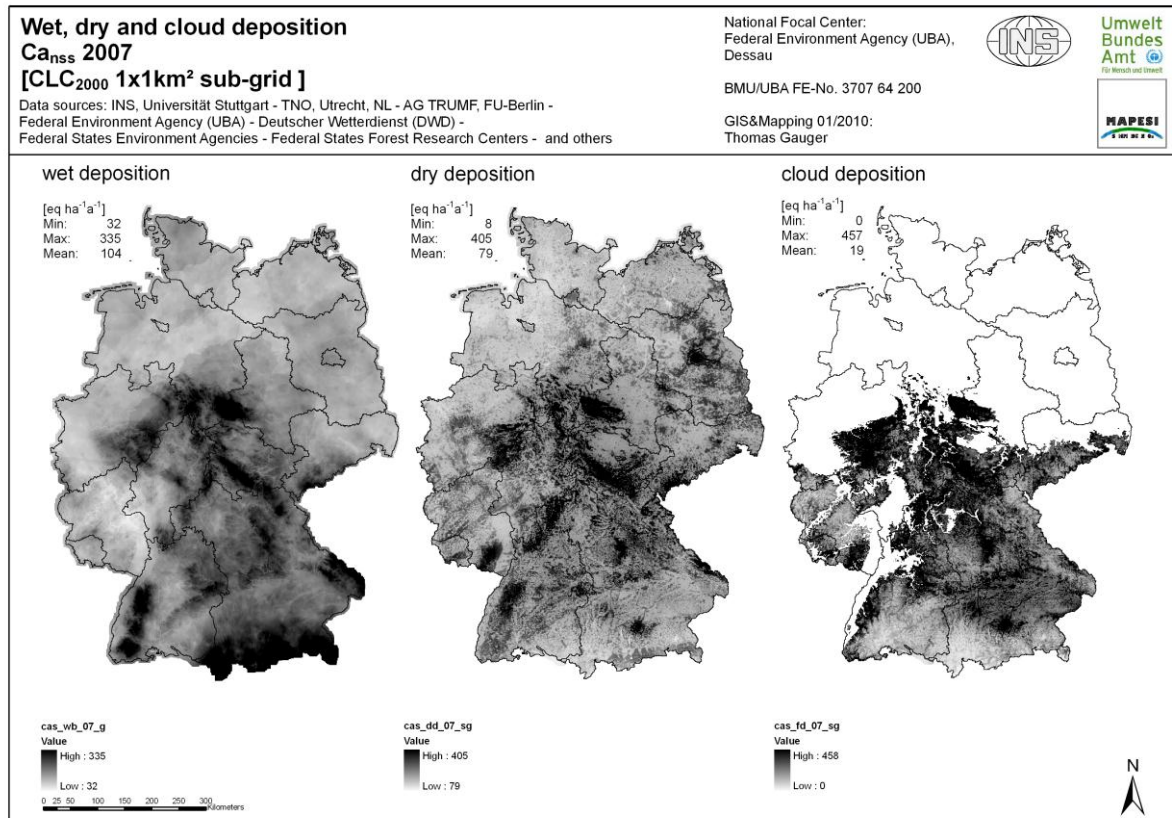 Wet, dry and cloud deposition
Ca_nss 2007
[CLC2000 1x1km² sub-grid ]
Data sources: INS, Universität Stuttgart - TNO, Utrecht, NL - AG TRUMF, FU-Berlin -
Federal Environment Agency (UBA) - Deutscher Wetterdienst (DWD) -
Federal States Environment Agencies - Federal States Forest Research Centers - and others
National Focal Center:
Federal Environment Agency (UBA),
Dessau
BMU/UBA FE-No. 3707 64 200
GIS&Mapping 01/2010:
Thomas Gauger
INS
Umwelt
Bundes
Amt
Für Mensch und Umwelt
MAPESI
wet deposition
[eq ha⁻¹a⁻¹]
Min: 32
Max: 335
Mean: 104
dry deposition
[eq ha⁻¹a⁻¹]
Min: 8
Max: 405
Mean: 79
cloud deposition
[eq ha⁻¹a⁻¹]
Min: 0
Max: 457
Mean: 19
cas_wb_07_g
Value
High : 335
Low : 32
0 25 50 100 150 200 250 300
Kilometers
cas_dd_07_sg
Value
High : 405
Low : 79
cas_fd_07_sg
Value
High : 458
Low : 0
N